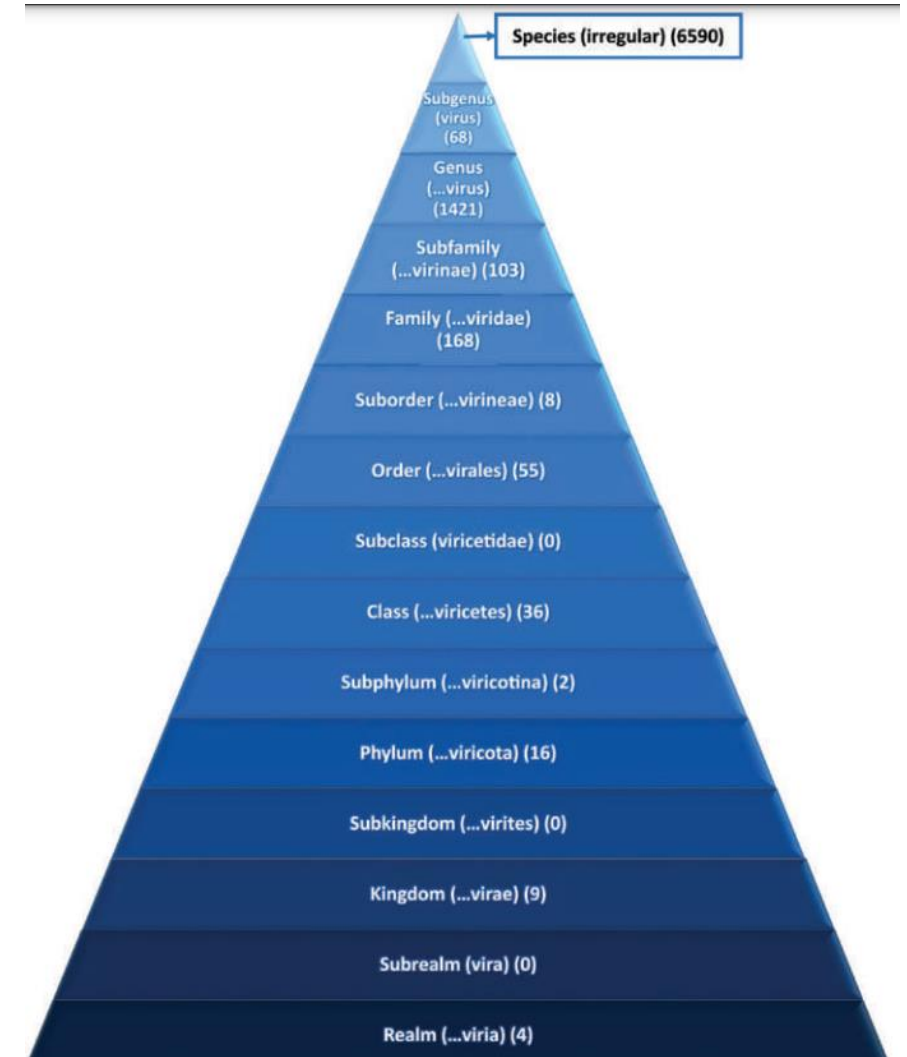 Species (irregular) (6590)
Subgenus
(virus)
(68)
Genus
(...virus)
(1421)
Subfamily
(...virinae) (103)
Family (...viridae)
(168)
Suborder (...virineae) (8)
Order (...virales) (55)
Subclass (viricetidae) (0)
Class (...viricetes) (36)
Subphylum (...viricotina) (2)
Phylum (...viricota) (16)
Subkingdom (...virites) (0)
Kingdom (...virae) (9)
Subrealm (vira) (0)
Realm (...viria) (4)